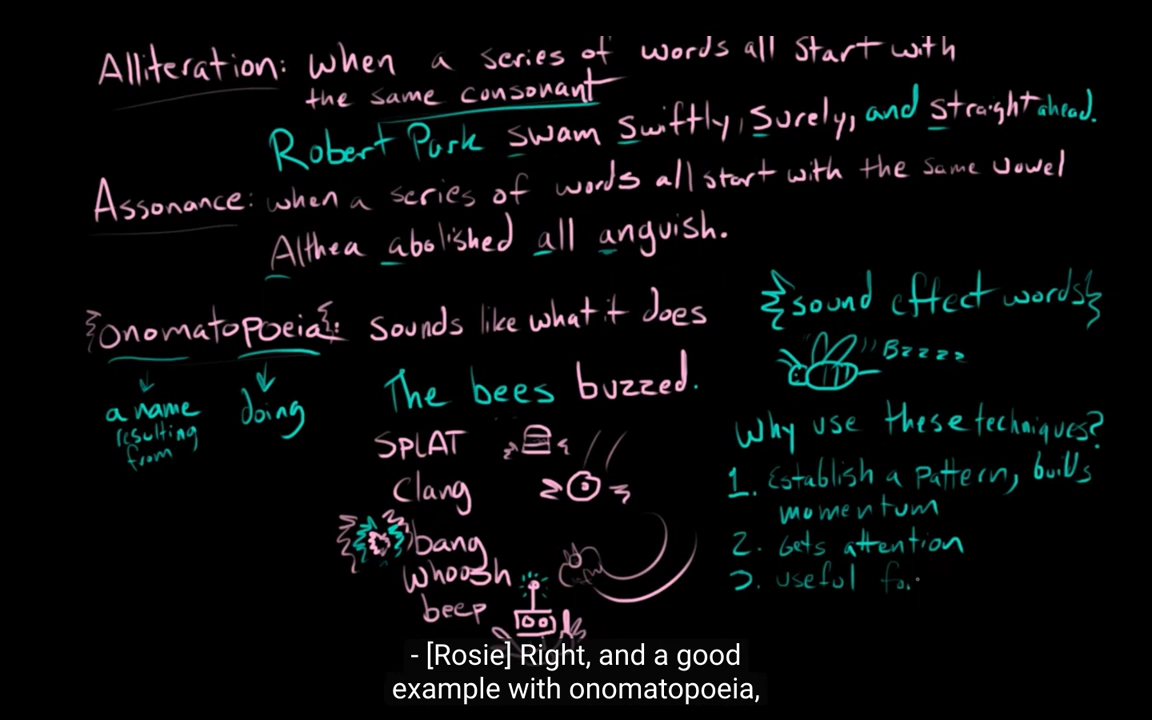 Alliteration: when a series of words all start with
the same consonant
Robert Park swam swiftly, surely, and straight ahead.
Assonance: when a series of words all start with the same vowel
Althea abolished all anguish.
onomatopoeia: sounds like what it does
a name
resulting
from
doing
The bees buzzed.
SPLAT
Clang
bang
whoosh
beep
sound effect words
Bzzzz
Why use these techniques?
1. Establish a pattern, builds
momentum
2. Gets attention
3. useful fo
- [Rosie] Right, and a good
example with onomatopoeia,